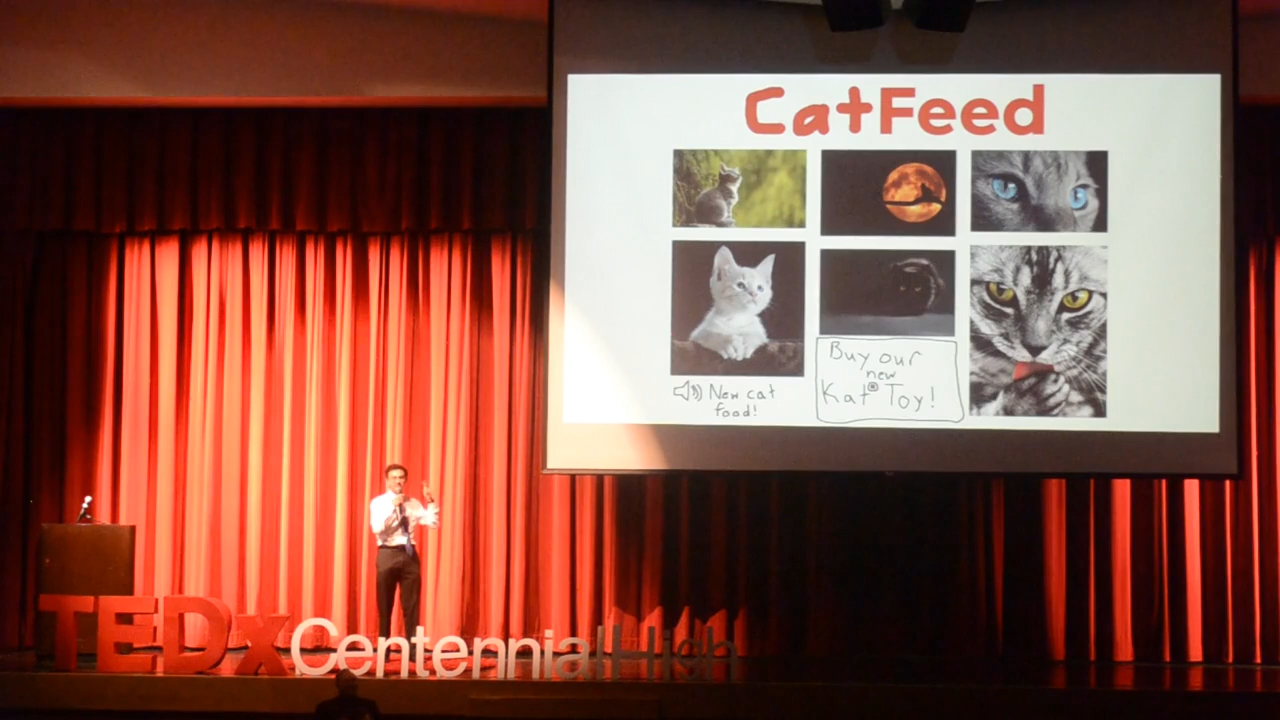 CatFeed
New cat
food!
Buy our
new
Kat® Toy!
TEDxCentennialHigh